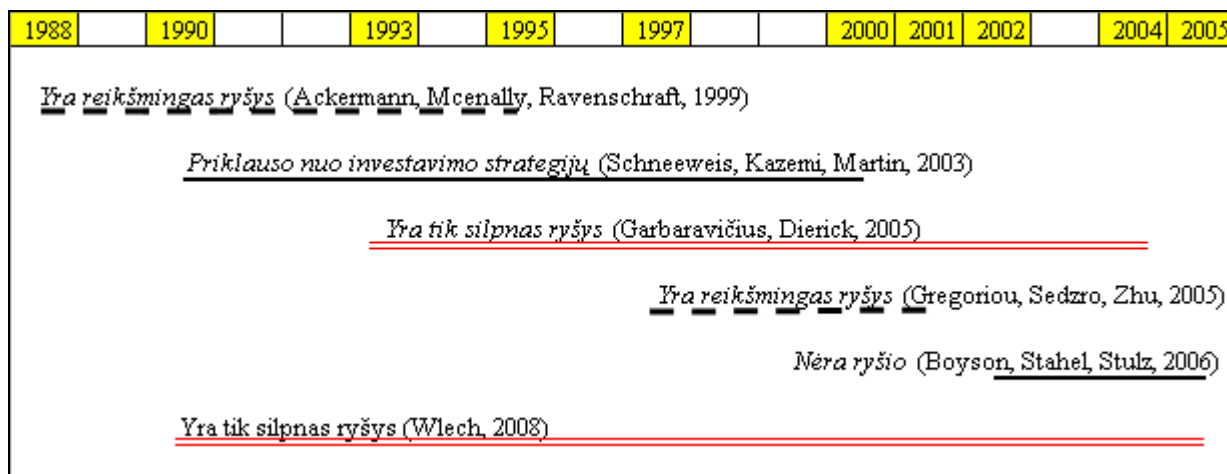 1988 1990 1993 1995 1997 2000 2001 2002 2004 2005
Yra reikšmingas ryšys (Ackermann, Mcenally, Ravenschraft, 1999)
Priklauso nuo investavimo strategijų (Schneeweis, Kazemi, Martin, 2003)
Yra tik silpnas ryšys (Garbaravičius, Dierick, 2005)
Yra reikšmingas ryšys (Gregoriou, Sedzro, Zhu, 2005)
Nėra ryšio (Boyson, Stahel, Stulz, 2006)
Yra tik silpnas ryšys (Wlech, 2008)